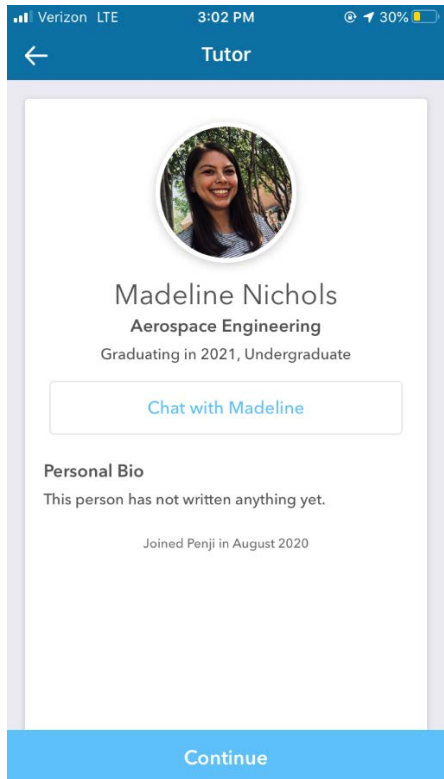 Verizon LTE 3:02 PM 30%
Tutor
Madeline Nichols
Aerospace Engineering
Graduating in 2021, Undergraduate
Chat with Madeline
Personal Bio
This person has not written anything yet.
Joined Penji in August 2020
Continue